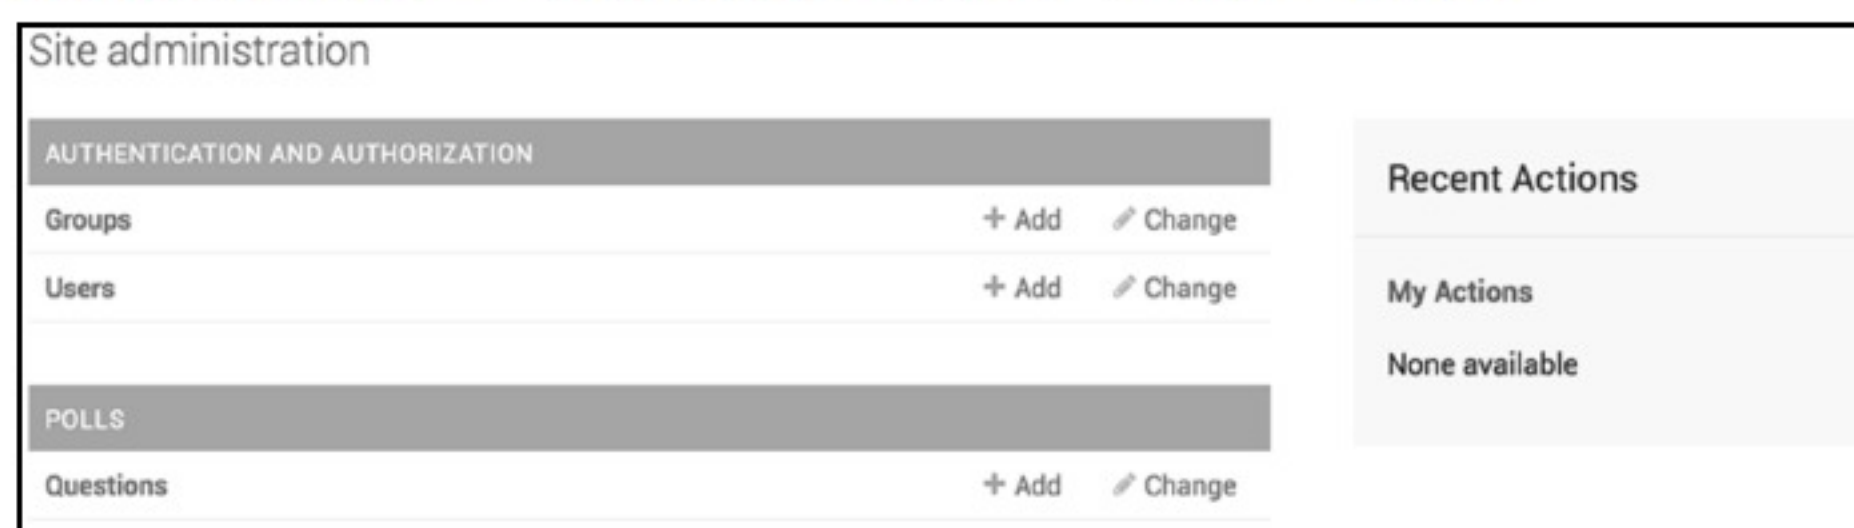 Site administration
AUTHENTICATION AND AUTHORIZATION
Groups + Add Change
Users + Add Change
POLLS
Questions + Add Change
Recent Actions
My Actions
None available